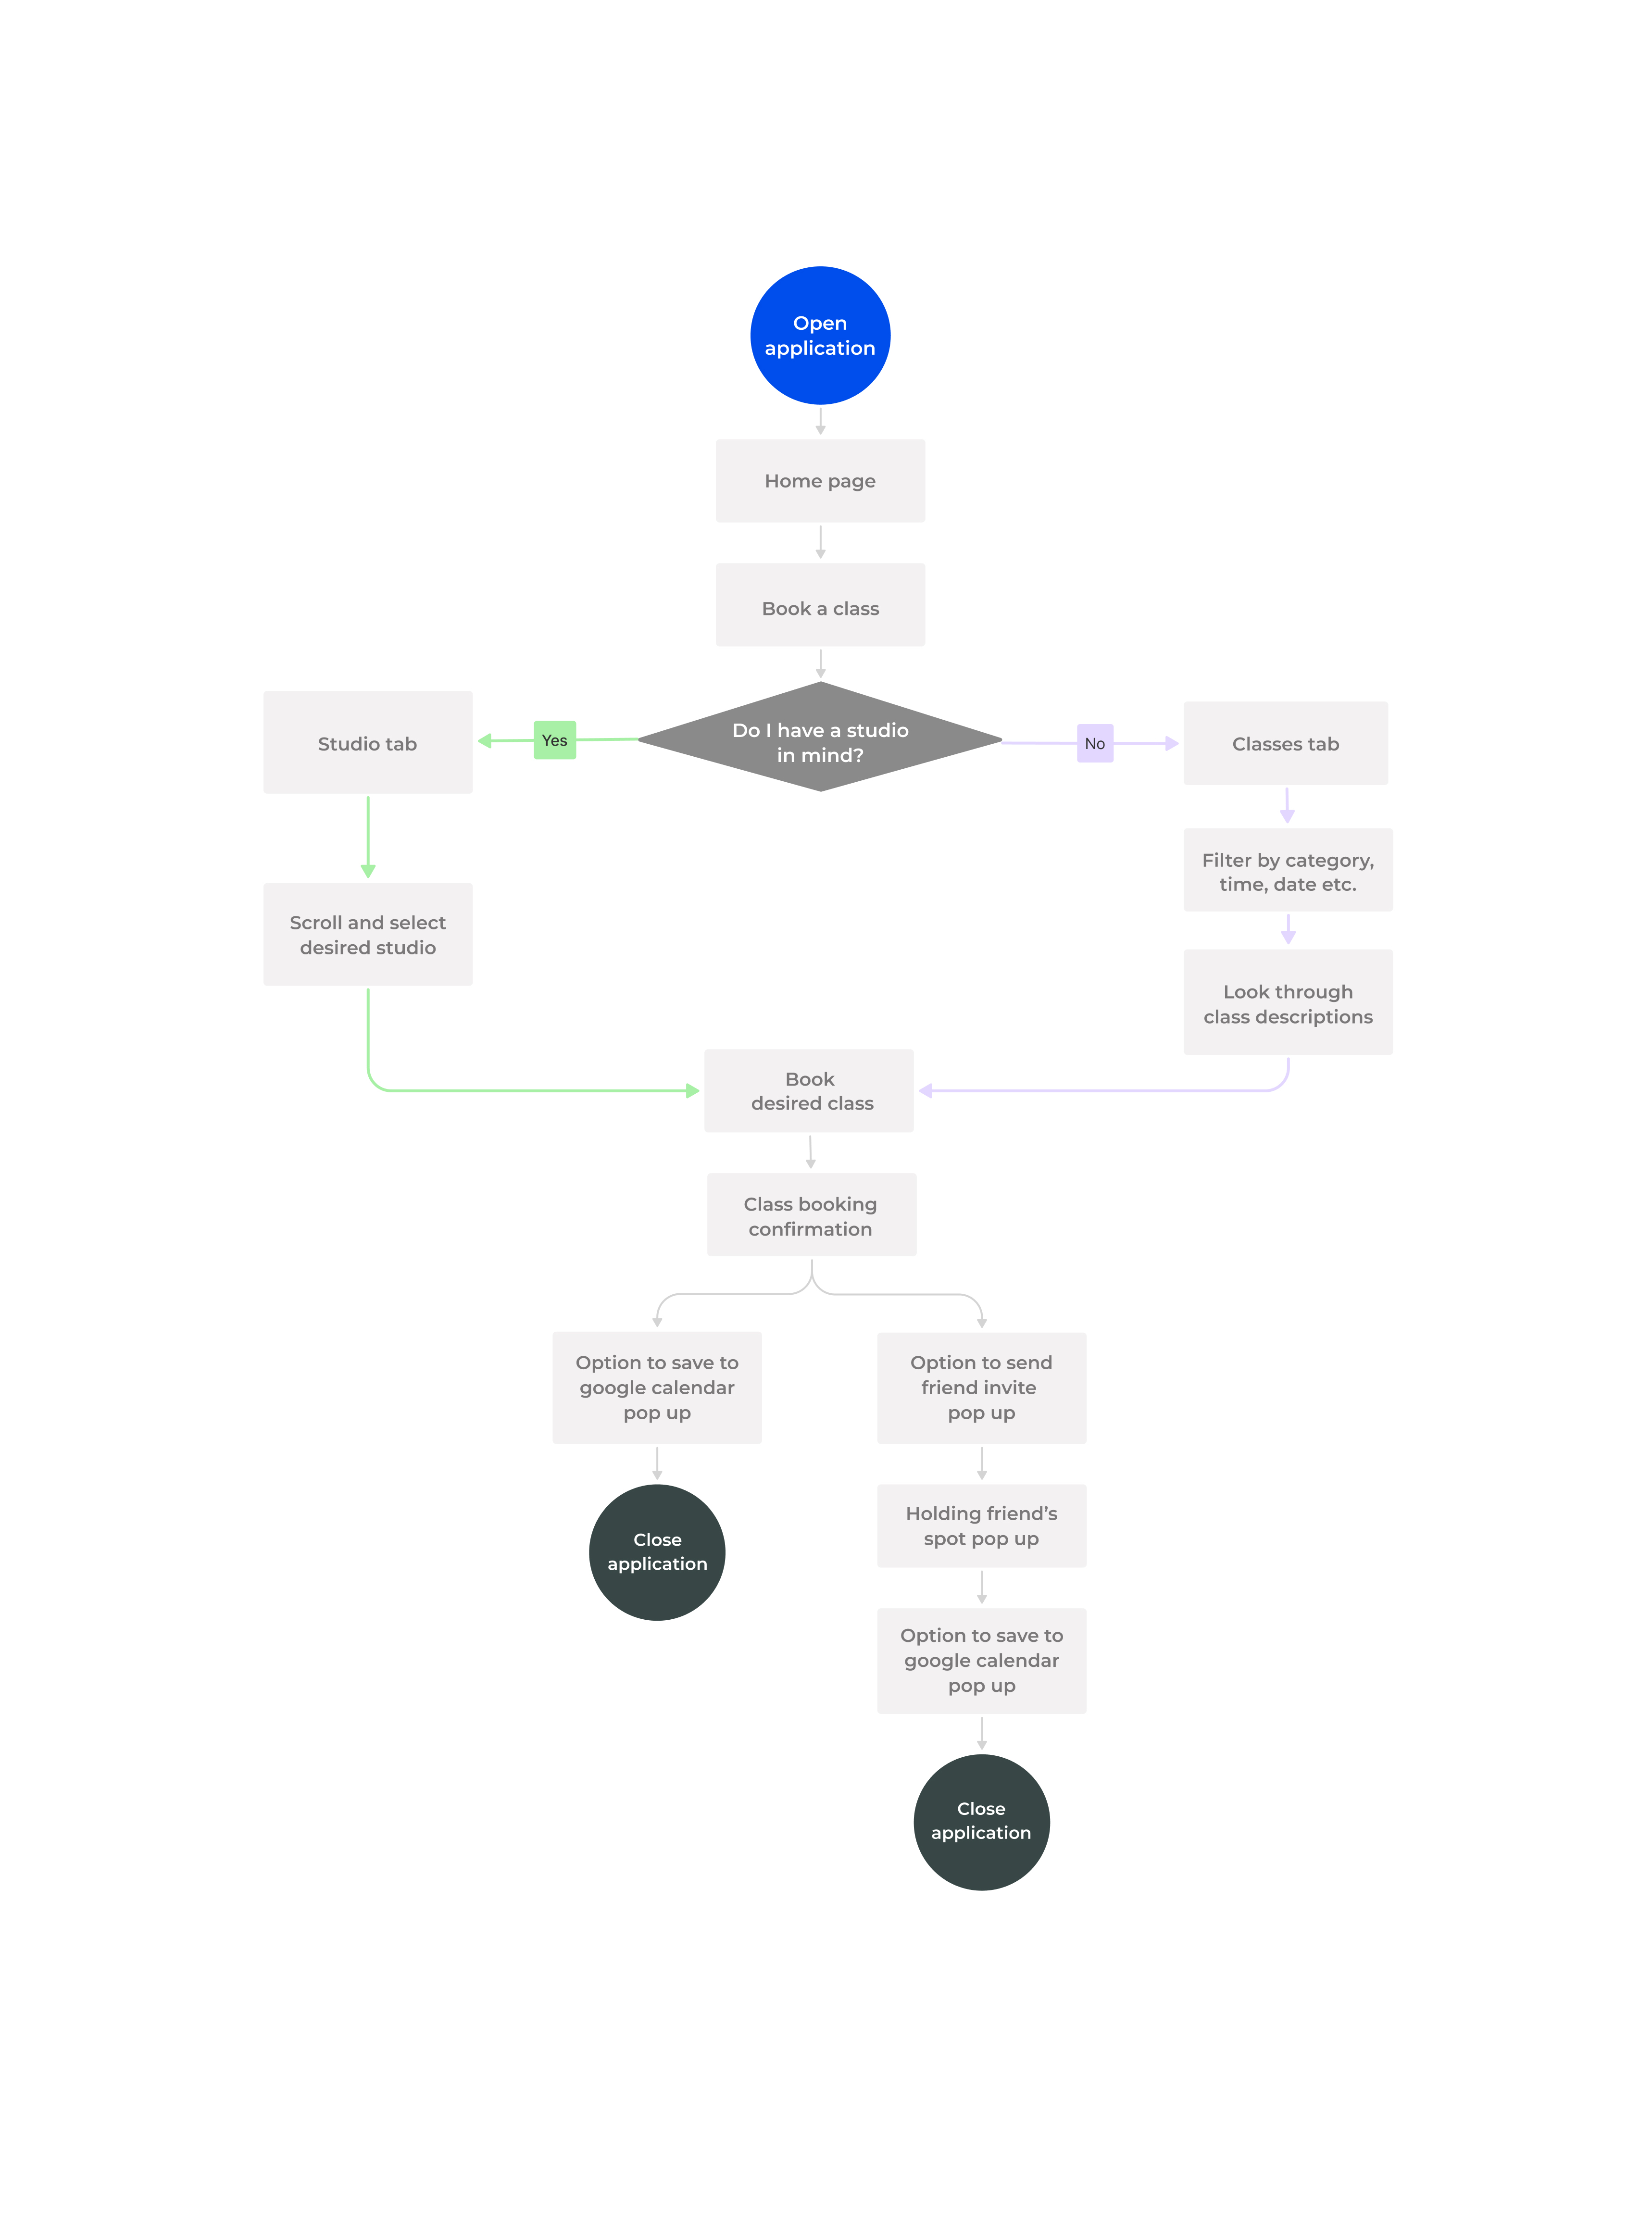 Open
application
Home page
Book a class
Do I have a studio
in mind?
Yes
No
Studio tab
Classes tab
Scroll and select
desired studio
Filter by category,
time, date etc.
Look through
class descriptions
Book
desired class
Class booking
confirmation
Option to save to
google calendar
pop up
Close
application
Option to send
friend invite
pop up
Holding friend’s
spot pop up
Option to save to
google calendar
pop up
Close
application